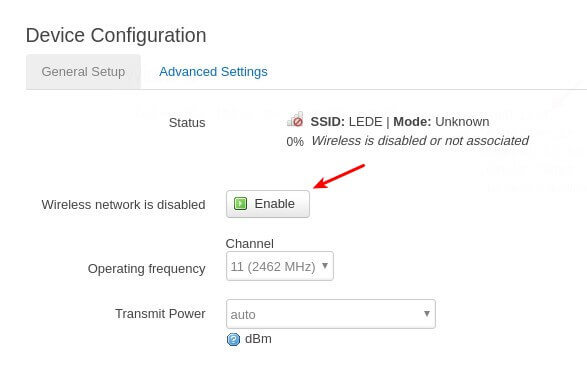 Device Configuration
General Setup Advanced Settings
Status SSID: LEDE | Mode: Unknown
0% Wireless is disabled or not associated
Wireless network is disabled Enable
Channel
Operating frequency 11 (2462 MHz)
Transmit Power auto
dBm